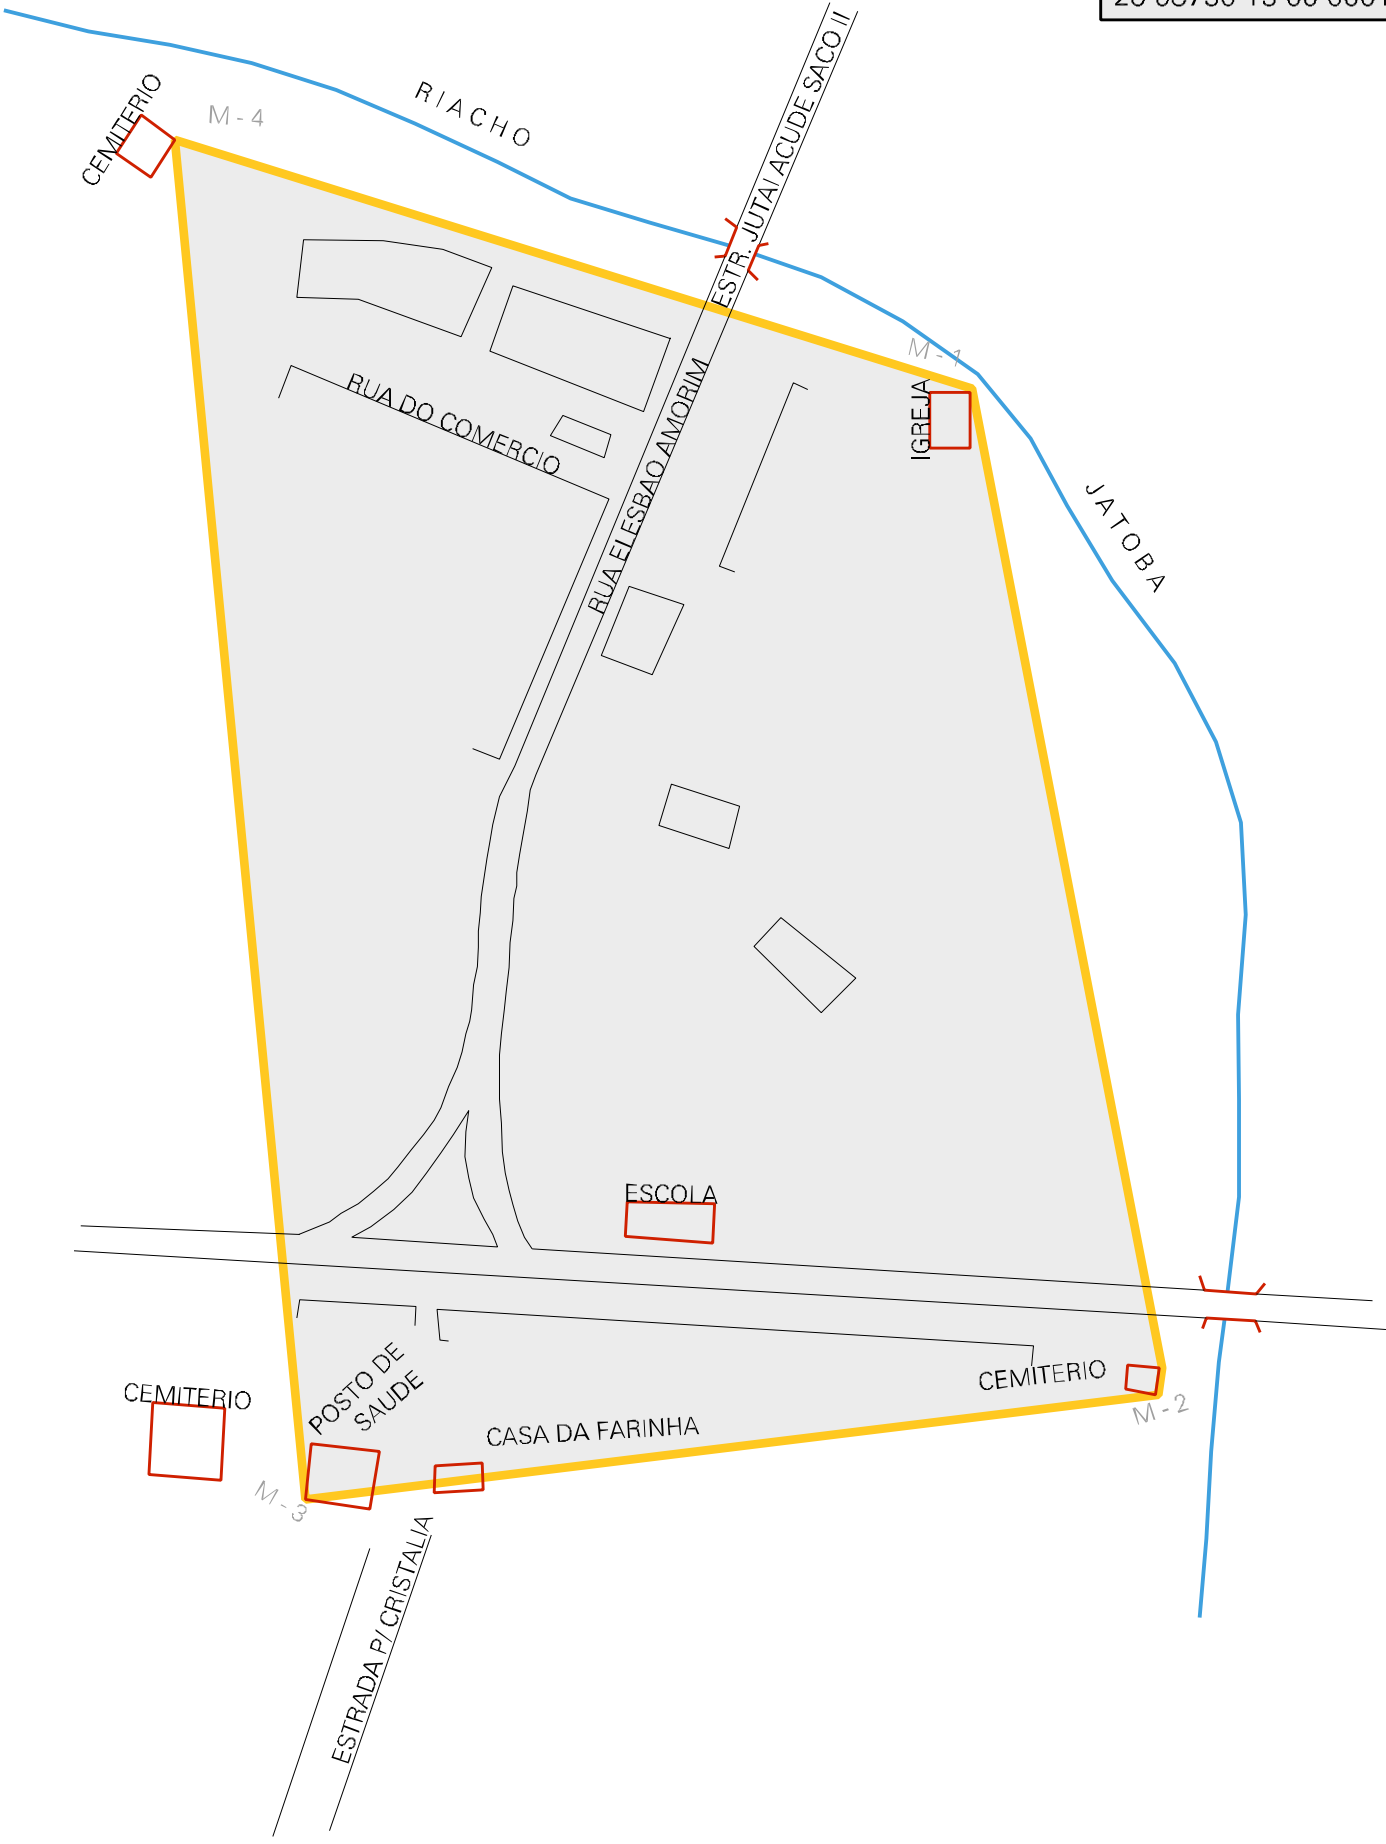 CEMITERIO
M - 4
RIACHO
ESTR. JUTAI ACUDE SACO II
M - 1
IGREJA
RUA DO COMERCIO
RUA ELESBAO AMORIM
JATOBA
ESCOLA
POSTO DE
SAUDE
CEMITERIO
CEMITERIO
M - 2
CASA DA FARINHA
M - 3
ESTRADA P/ CRISTALIA